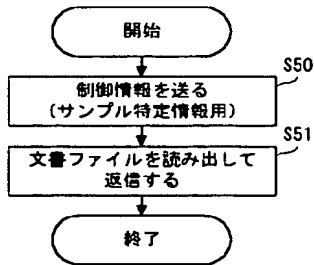 開始
S50
制御情報を送る
(サンプル特定情報用)
S51
文書ファイルを読み出して
返信する
終了